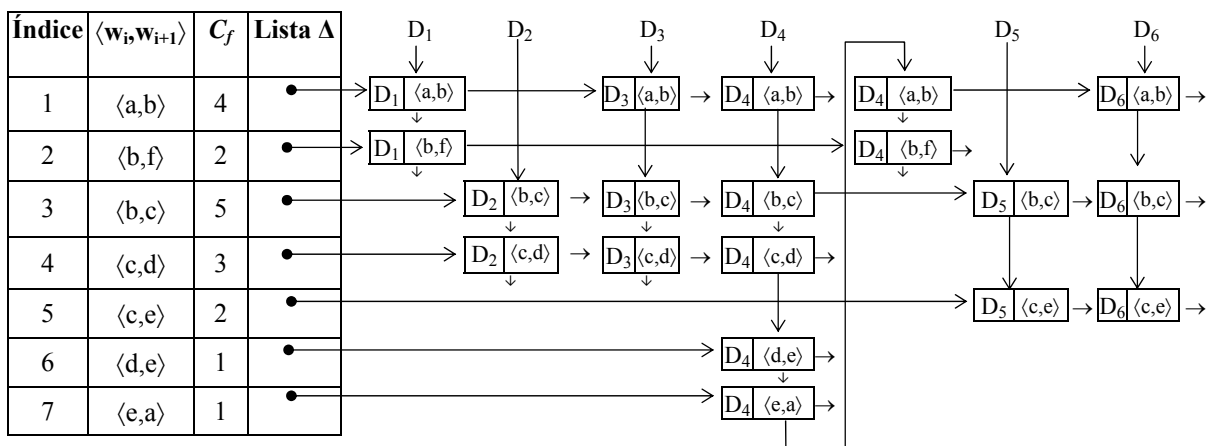 Índice ⟨wᵢ,wᵢ₊₁⟩ C_f Lista Δ D₁ D₂ D₃ D₄ D₅ D₆
1 ⟨a,b⟩ 4 D₁ ⟨a,b⟩ D₃ ⟨a,b⟩ D₄ ⟨a,b⟩ D₄ ⟨a,b⟩ D₆ ⟨a,b⟩
2 ⟨b,f⟩ 2 D₁ ⟨b,f⟩ D₄ ⟨b,f⟩
3 ⟨b,c⟩ 5 D₂ ⟨b,c⟩ D₃ ⟨b,c⟩ D₄ ⟨b,c⟩ D₅ ⟨b,c⟩ D₆ ⟨b,c⟩
4 ⟨c,d⟩ 3 D₂ ⟨c,d⟩ D₃ ⟨c,d⟩ D₄ ⟨c,d⟩
5 ⟨c,e⟩ 2 D₅ ⟨c,e⟩ D₆ ⟨c,e⟩
6 ⟨d,e⟩ 1 D₄ ⟨d,e⟩
7 ⟨e,a⟩ 1 D₄ ⟨e,a⟩